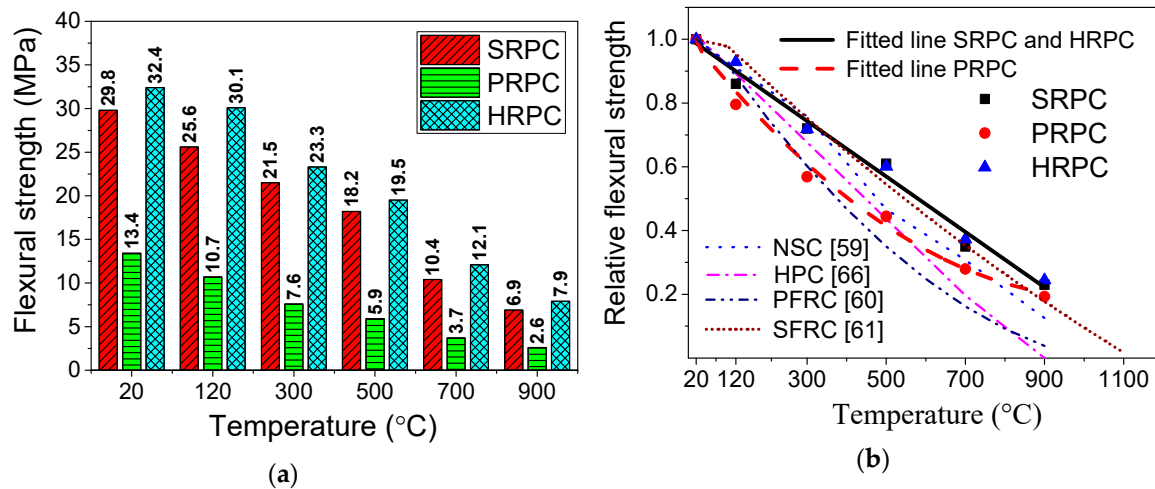 40
35
30
25
20
15
10
5
0
Flexural strength (MPa)
SRPC
PRPC
HRPC
29.8
13.4
32.4
25.6
10.7
30.1
21.5
7.6
23.3
18.2
5.9
19.5
10.4
3.7
12.1
6.9
2.6
7.9
20 120 300 500 700 900
Temperature (°C)
(a)
1.0
0.8
0.6
0.4
0.2
Relative flexural strength
Fitted line SRPC and HRPC
Fitted line PRPC
SRPC
PRPC
HRPC
NSC [59]
HPC [66]
PFRC [60]
SFRC [61]
20 120 300 500 700 900 1100
Temperature (°C)
(b)